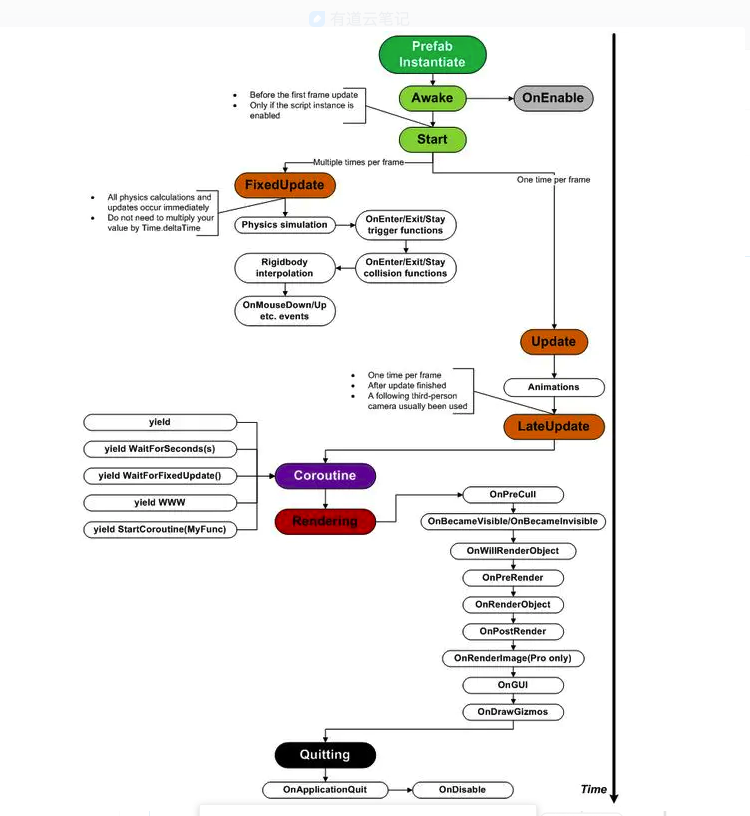 有道云笔记
Prefab
Instantiate
Before the first frame update
Only if the script instance is
enabled
Awake
OnEnable
Start
Multiple times per frame
One time per frame
FixedUpdate
All physics calculations and
updates occur immediately
Do not need to multiply your
value by Time.deltaTime
Physics simulation
OnEnter/Exit/Stay
trigger functions
Rigidbody
interpolation
OnEnter/Exit/Stay
collision functions
OnMouseDown/Up
etc. events
Update
Animations
One time per frame
After update finished
A following third-person
camera usually been used
LateUpdate
yield
yield WaitForSeconds(s)
yield WaitForFixedUpdate()
yield WWW
yield StartCoroutine(MyFunc)
Coroutine
Rendering
OnPreCull
OnBecameVisible/OnBecameInvisible
OnWillRenderObject
OnPreRender
OnRenderObject
OnPostRender
OnRenderImage(Pro only)
OnGUI
OnDrawGizmos
Quitting
OnApplicationQuit
OnDisable
Time